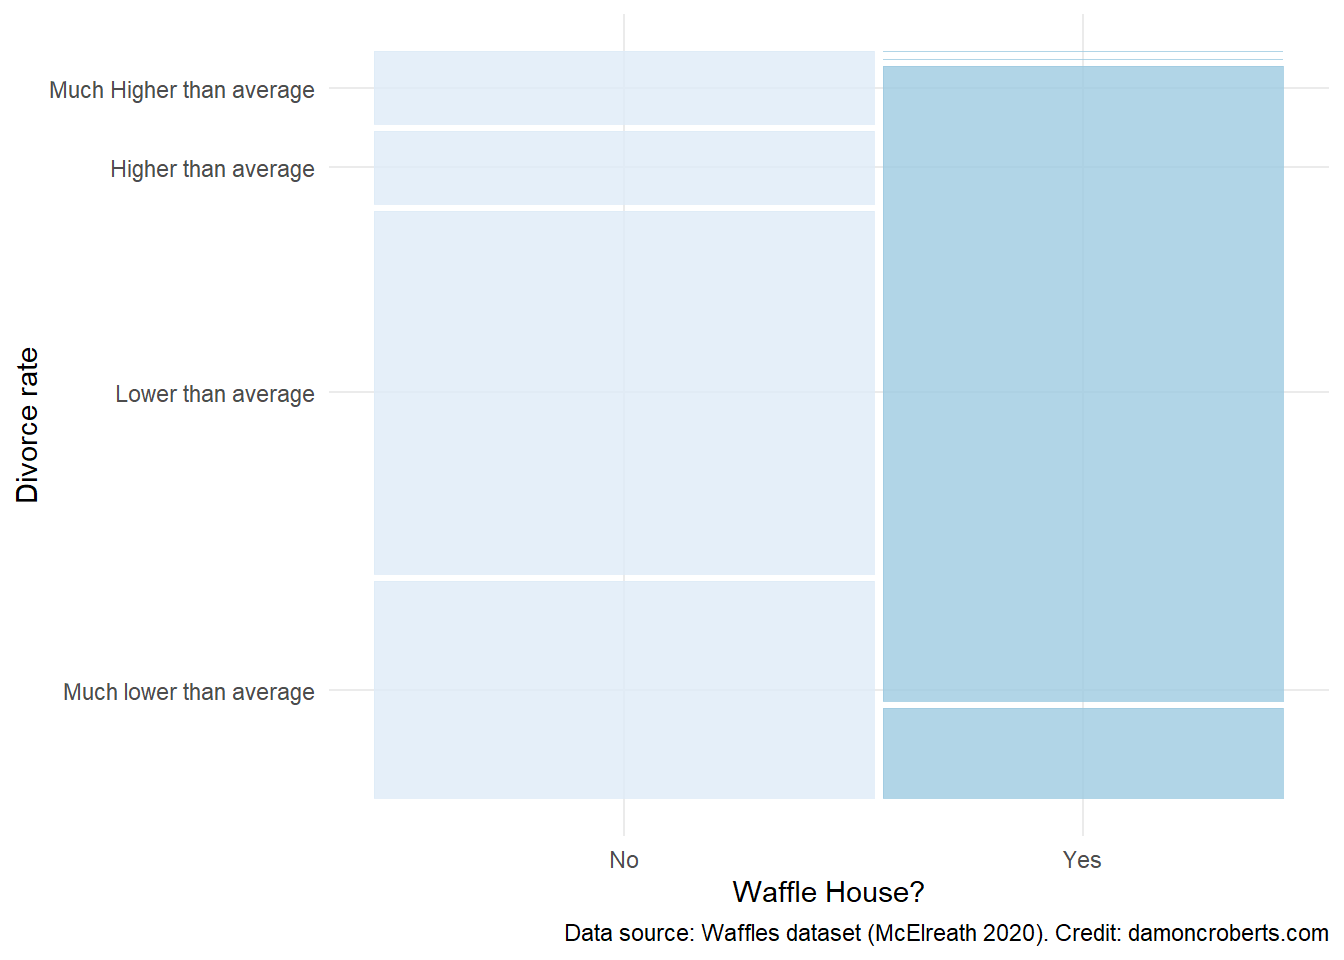 Much Higher than average
Higher than average
Lower than average
Much lower than average
Divorce rate
No
Yes
Waffle House?
Data source: Waffles dataset (McElreath 2020). Credit: damoncroberts.com